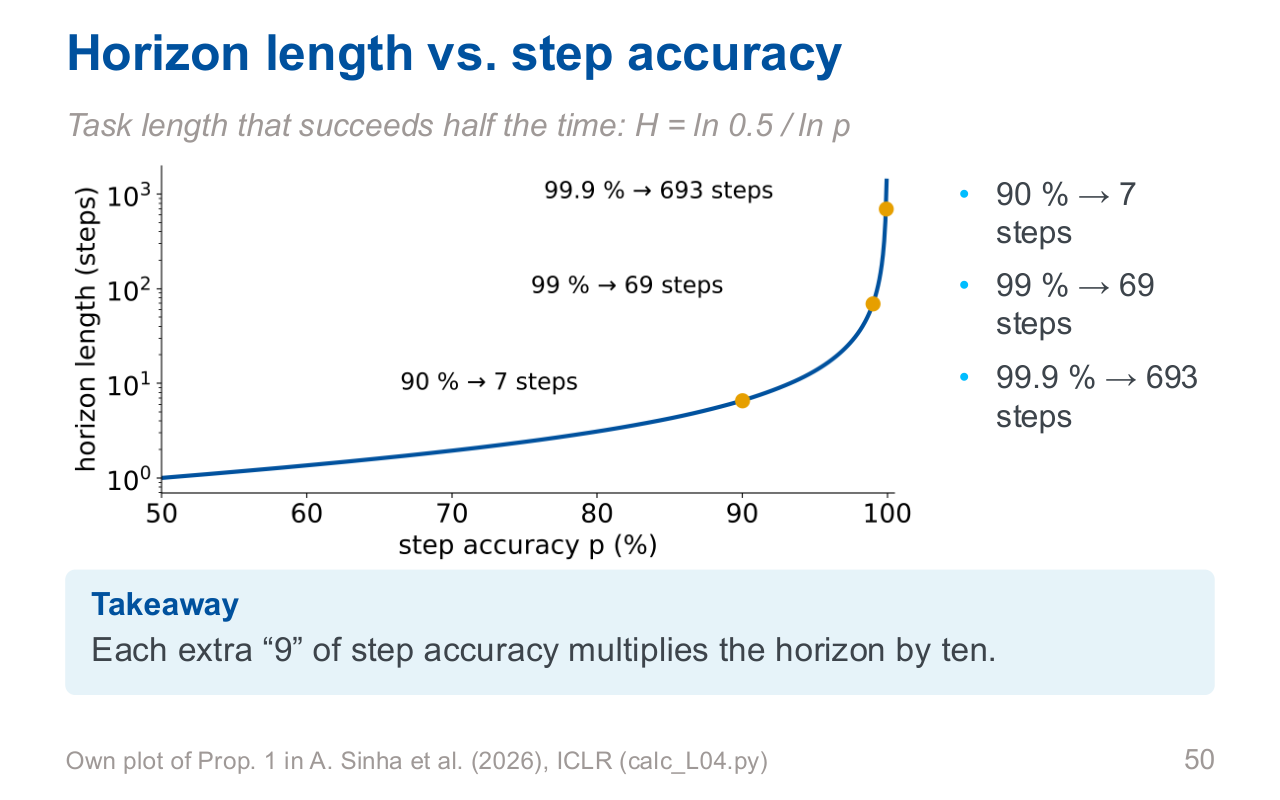 Horizon length vs. step accuracy
Task length that succeeds half the time: H = ln 0.5 / ln p
horizon length (steps)
10³
10²
10¹
10⁰
99.9 % → 693 steps
99 % → 69 steps
90 % → 7 steps
50 60 70 80 90 100
step accuracy p (%)
• 90 % → 7
steps
• 99 % → 69
steps
• 99.9 % → 693
steps
Takeaway
Each extra “9” of step accuracy multiplies the horizon by ten.
Own plot of Prop. 1 in A. Sinha et al. (2026), ICLR (calc_L04.py)
50